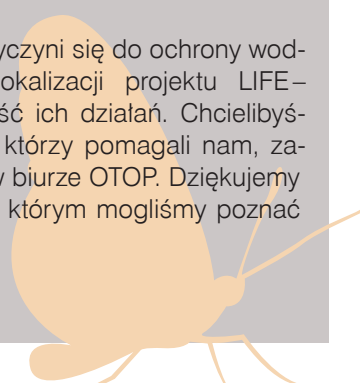 yczyni się do ochrony wod-
okalizacji projektu LIFE–
ść ich działań. Chcielibyś-
którzy pomagali nam, za-
w biurze OTOP. Dziękujemy
którym mogliśmy poznać